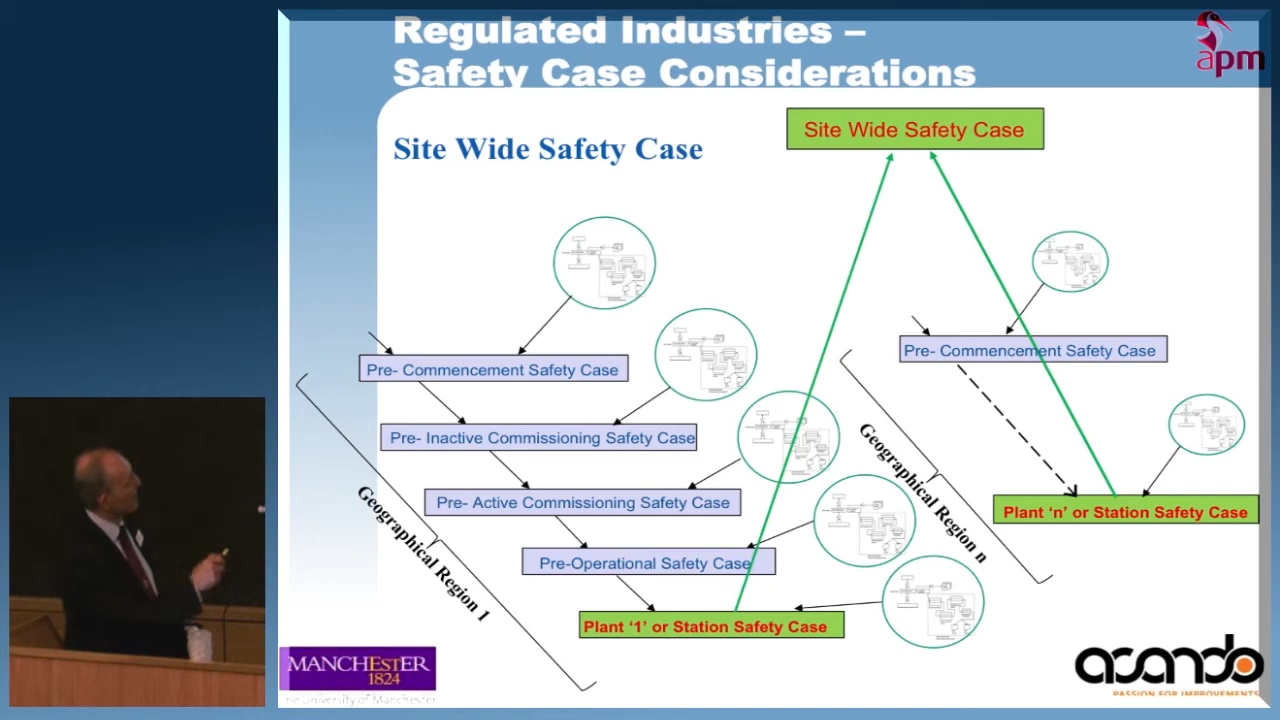 Regulated Industries –
Safety Case Considerations
apm
Site Wide Safety Case
Site Wide Safety Case
Pre- Commencement Safety Case
Pre- Commencement Safety Case
Pre- Inactive Commissioning Safety Case
Pre- Active Commissioning Safety Case
Pre-Operational Safety Case
Plant ‘1’ or Station Safety Case
Geographical Region 1
Geographical Region n
Plant ‘n’ or Station Safety Case
MANCHESTER
1824
he University of Manchester
acando
PASSION FOR IMPROVEMENTS